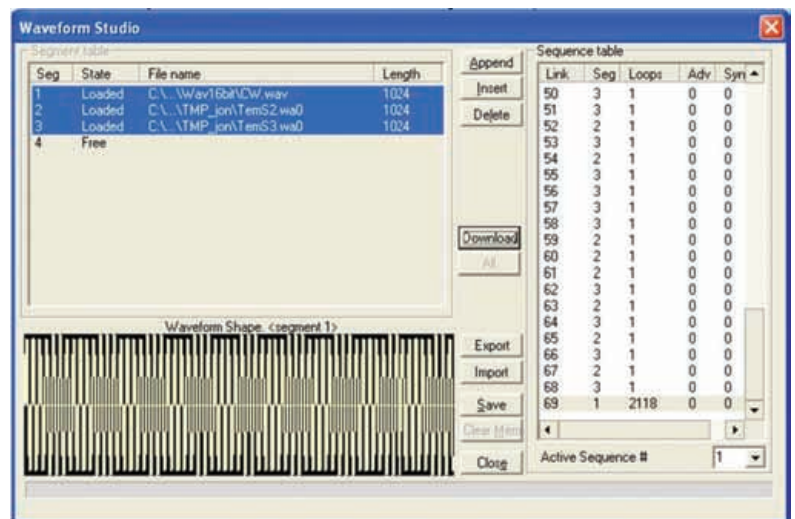 Waveform Studio
Segment table
Seg State File name Length
1 Loaded C:\...\Wav16bit\CW.wav 1024
2 Loaded C:\...\TMP_jon\TemS2.wa0 1024
3 Loaded C:\...\TMP_jon\TemS3.wa0 1024
4 Free
Waveform Shape. <segment 1>
Append
Insert
Delete
Download
All
Export
Import
Save
Clear Mem
Close
Sequence table
Link Seg Loops Adv Syn
50 3 1 0 0
51 3 1 0 0
52 2 1 0 0
53 3 1 0 0
54 2 1 0 0
55 3 1 0 0
56 3 1 0 0
57 3 1 0 0
58 3 1 0 0
59 2 1 0 0
60 2 1 0 0
61 2 1 0 0
62 3 1 0 0
63 2 1 0 0
64 3 1 0 0
65 2 1 0 0
66 3 1 0 0
67 2 1 0 0
68 3 1 0 0
69 1 2118 0 0
Active Sequence # 1